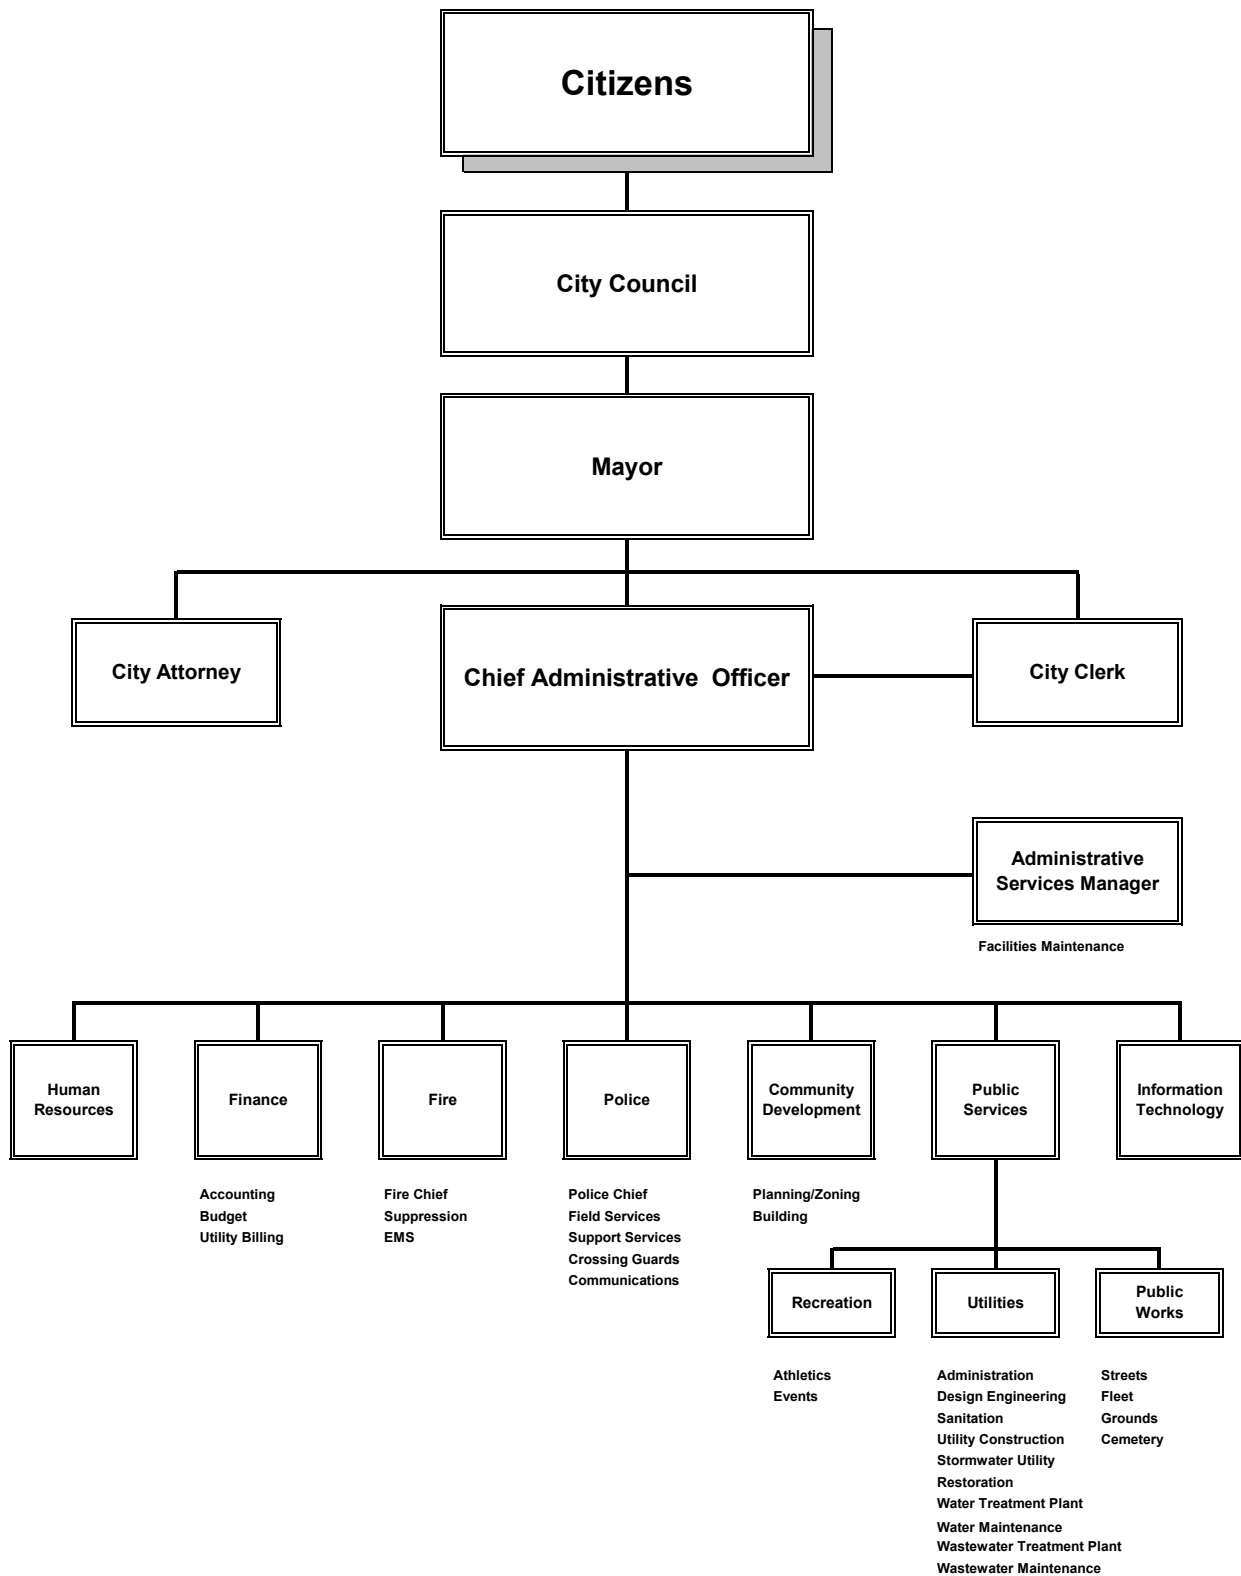 Citizens
City Council
Mayor
City Attorney
Chief Administrative  Officer
City Clerk
Administrative
Services Manager
Facilities Maintenance
Human
Resources
Finance
Fire
Police
Community
Development
Public
Services
Information
Technology
Accounting
Budget
Utility Billing
Fire Chief
Suppression
EMS
Police Chief
Field Services
Support Services
Crossing Guards
Communications
Planning/Zoning
Building
Recreation
Utilities
Public
Works
Athletics
Events
Administration
Design Engineering
Sanitation
Utility Construction
Stormwater Utility
Restoration
Water Treatment Plant
Water Maintenance
Wastewater Treatment Plant
Wastewater Maintenance
Streets
Fleet
Grounds
Cemetery